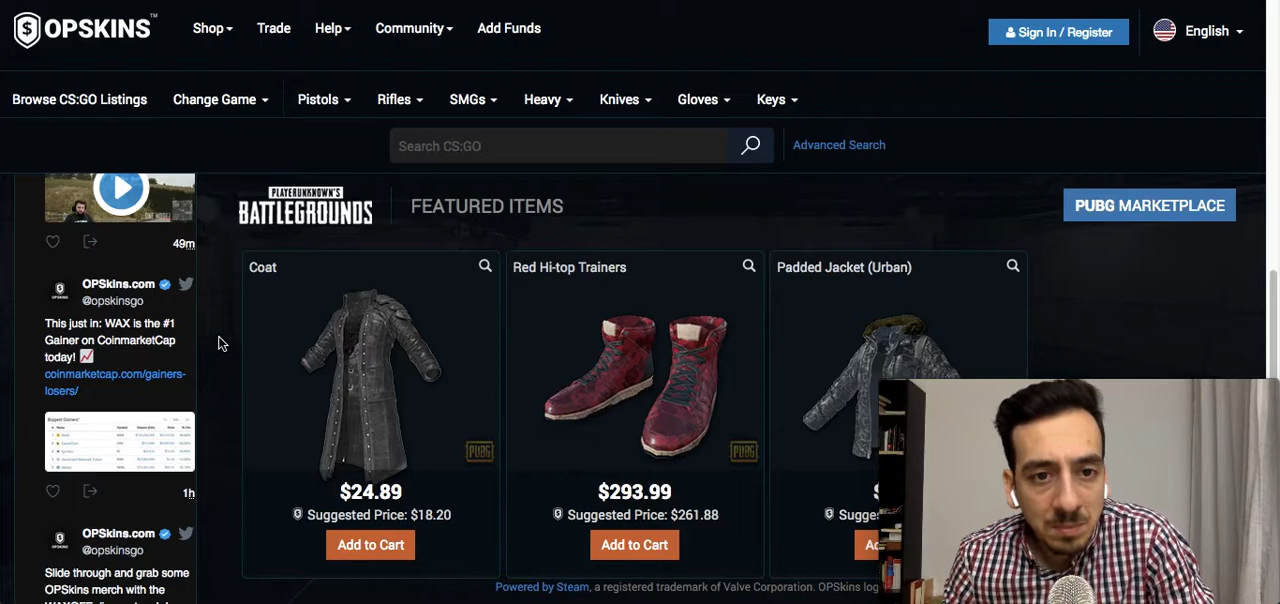 OPSKINS™
Shop Trade Help Community Add Funds
Sign In / Register
English
Browse CS:GO Listings Change Game Pistols Rifles SMGs Heavy Knives Gloves Keys
Search CS:GO
Advanced Search
PLAYERUNKNOWN'S
BATTLEGROUNDS
FEATURED ITEMS
PUBG MARKETPLACE
49m
OPSkins.com
@opskinsgo
This just in: WAX is the #1
Gainer on CoinmarketCap
today!
coinmarketcap.com/gainers-
losers/
1h
OPSkins.com
@opskinsgo
Slide through and grab some
OPSkins merch with the
Coat
PUBG
$24.89
Suggested Price: $18.20
Add to Cart
Red Hi-top Trainers
PUBG
$293.99
Suggested Price: $261.88
Add to Cart
Padded Jacket (Urban)
$
Sugge
Ad
Powered by Steam, a registered trademark of Valve Corporation. OPSkins log